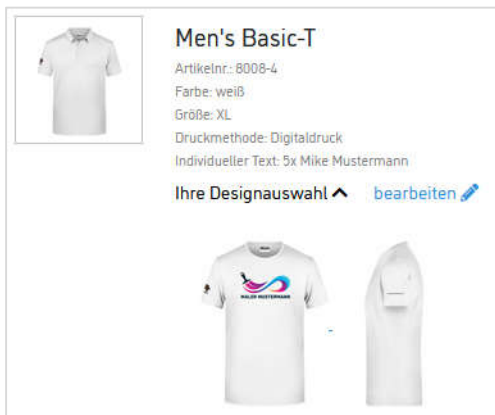 Men's Basic-T
Artikelnr.: 8008-4
Farbe: weiß
Größe: XL
Druckmethode: Digitaldruck
Individueller Text: 5x Mike Mustermann
Ihre Designauswahl bearbeiten
MALER MUSTERMANN